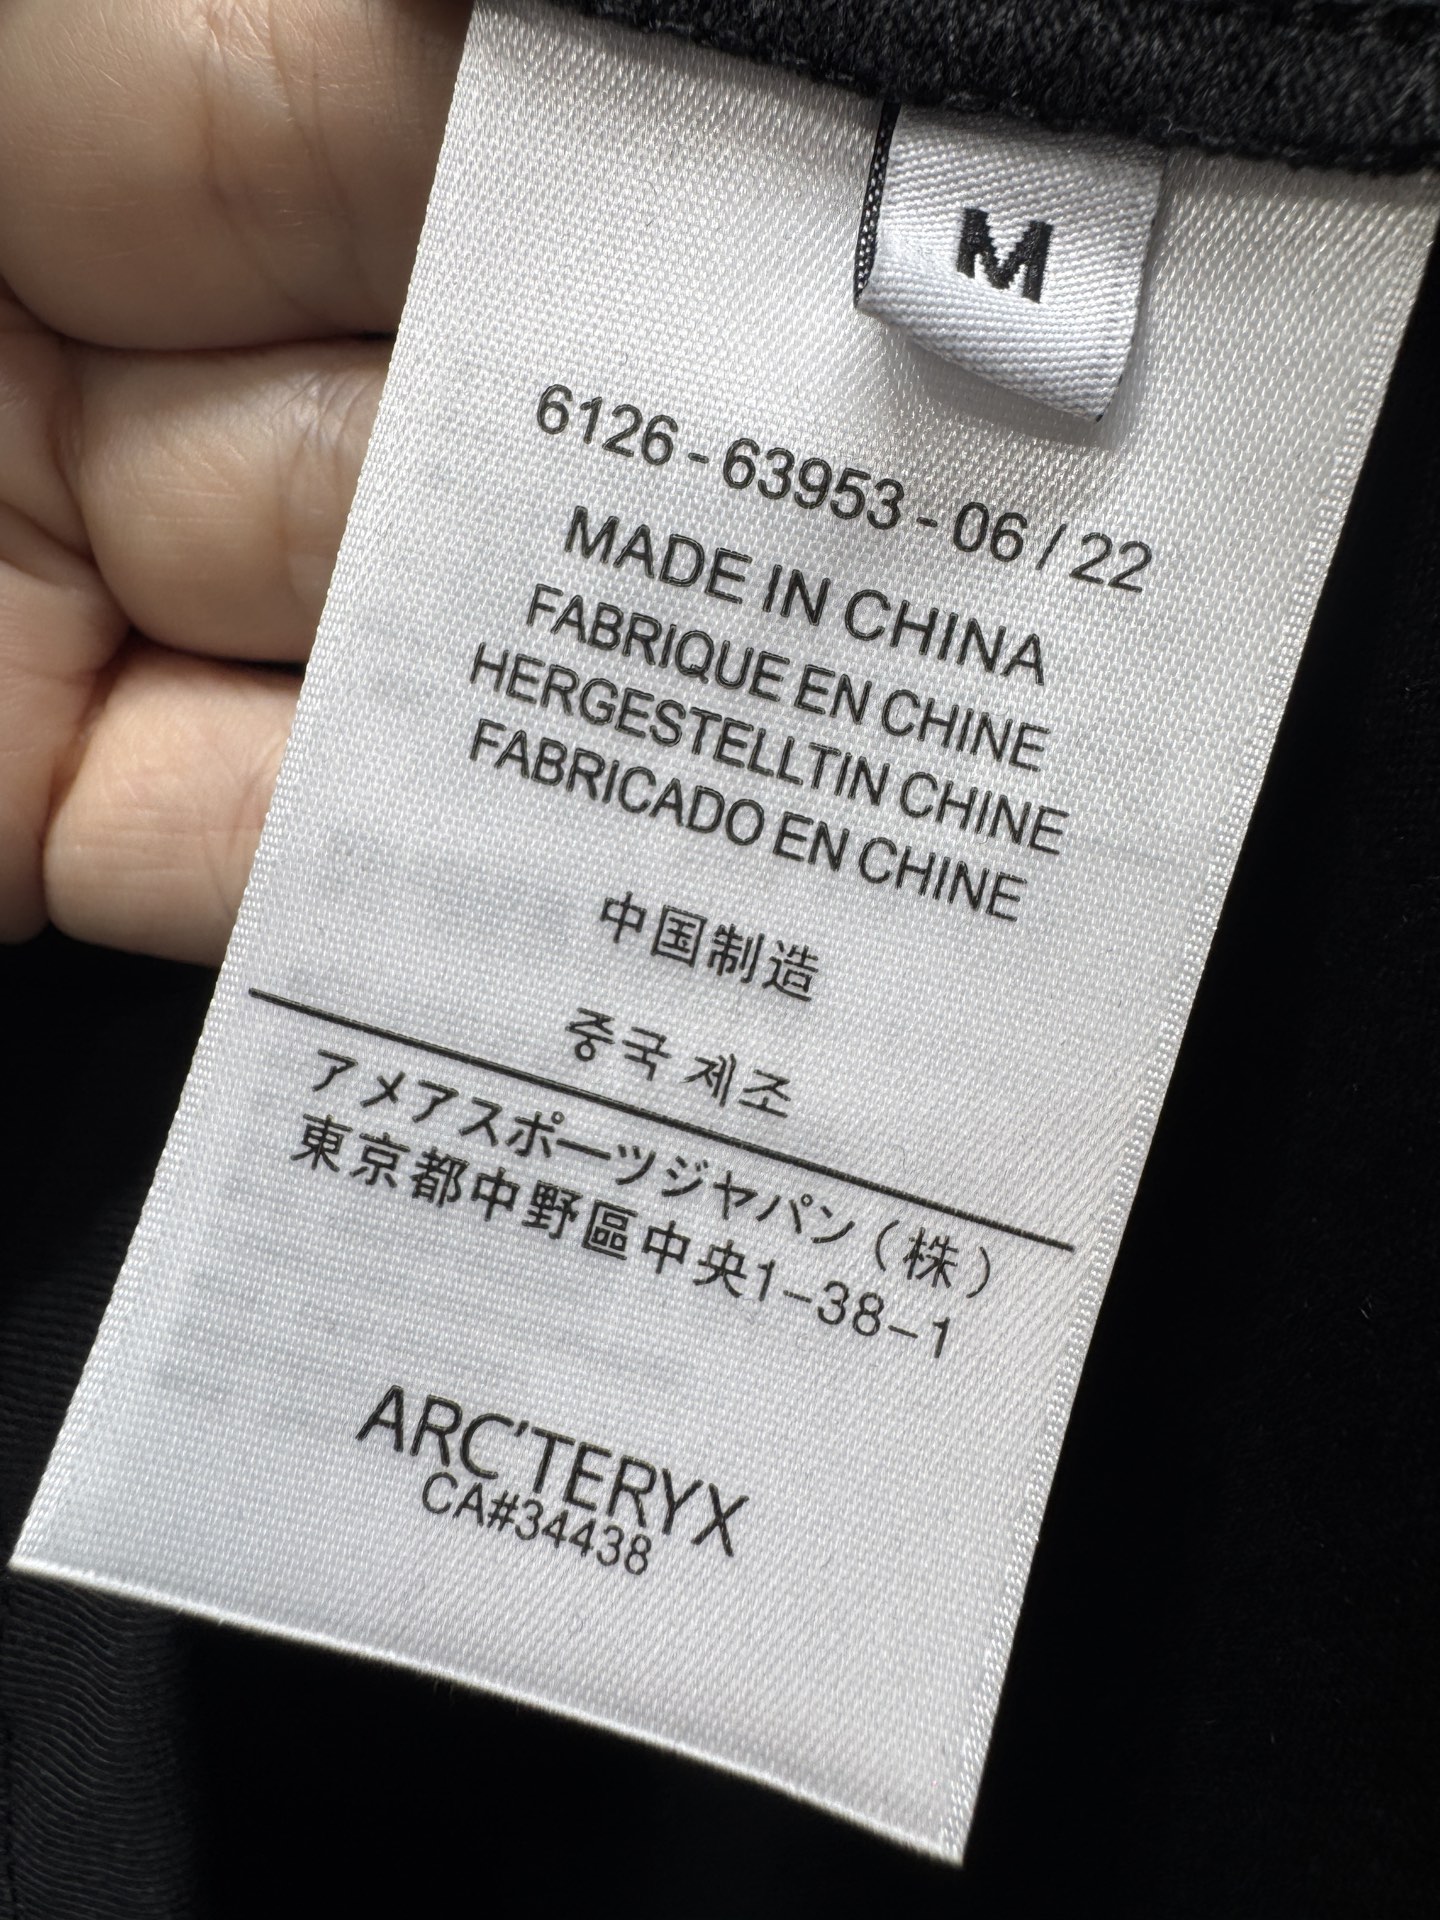 M
6126-63953-06/22
MADE IN CHINA
FABRIQUE EN CHINE
HERGESTELLTIN CHINE
FABRICADO EN CHINE
中国制造
중국 제조
アメアスポーツジヤパン（株）
東京都中野區中央1-38-1
ARC'TERYX
CA#34438